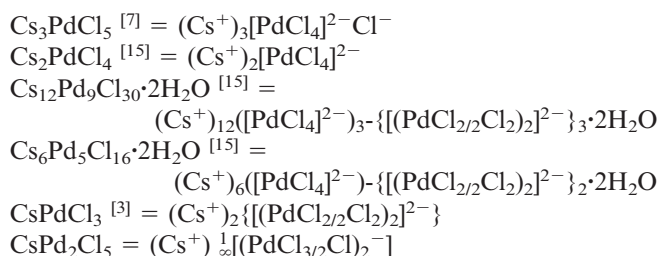 Cs₃PdCl₅ [7] = (Cs⁺)₃[PdCl₄]²⁻Cl⁻
Cs₂PdCl₄ [15] = (Cs⁺)₂[PdCl₄]²⁻
Cs₁₂Pd₉Cl₃₀·2H₂O [15] =
(Cs⁺)₁₂([PdCl₄]²⁻)₃-{[(PdCl₂/₂Cl₂)₂]²⁻}₃·2H₂O
Cs₆Pd₅Cl₁₆·2H₂O [15] =
(Cs⁺)₆([PdCl₄]²⁻)-{[(PdCl₂/₂Cl₂)₂]²⁻}₂·2H₂O
CsPdCl₃ [3] = (Cs⁺)₂{[(PdCl₂/₂Cl₂)₂]²⁻}
CsPd₂Cl₅ = (Cs⁺) ¹∞[(PdCl₃/₂Cl)₂⁻]